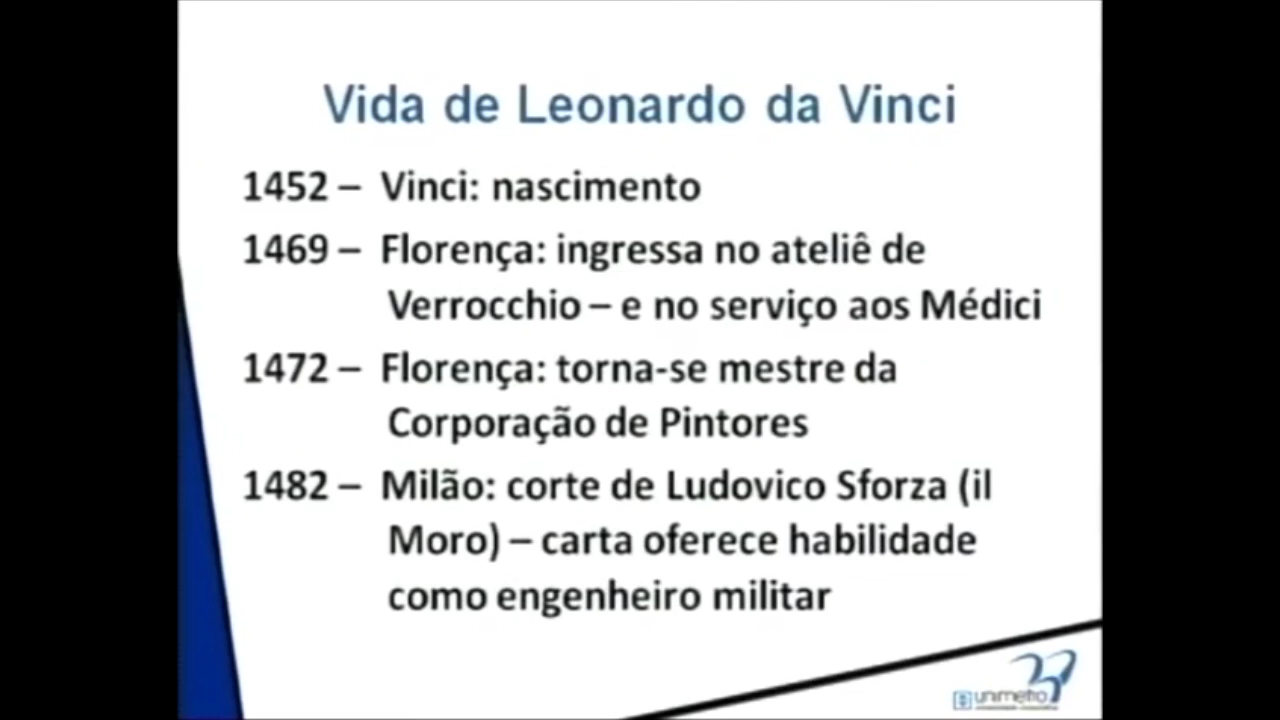 Vida de Leonardo da Vinci
1452 – Vinci: nascimento
1469 – Florença: ingressa no ateliê de
Verrocchio – e no serviço aos Médici
1472 – Florença: torna-se mestre da
Corporação de Pintores
1482 – Milão: corte de Ludovico Sforza (il
Moro) – carta oferece habilidade
como engenheiro militar
unimetro